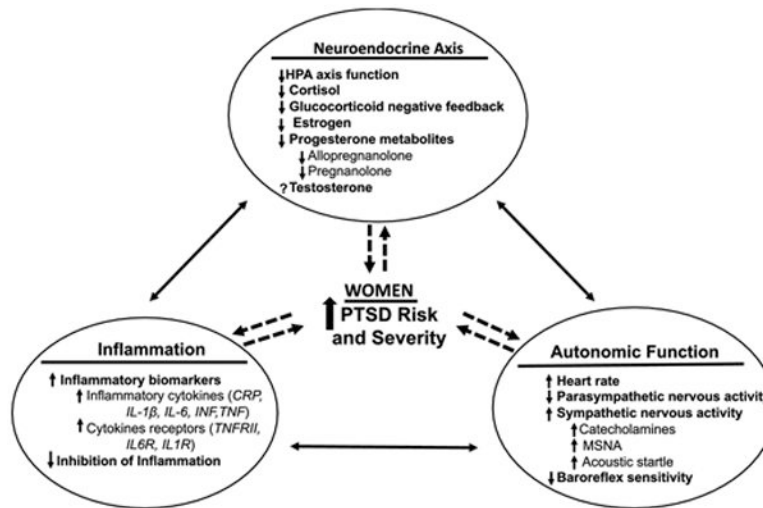 Neuroendocrine Axis
↓HPA axis function
↓Cortisol
↓Glucocorticoid negative feedback
↓ Estrogen
↓Progesterone metabolites
↓Allopregnanolone
↓Pregnanolone
?Testosterone
WOMEN
↑PTSD Risk
and Severity
Inflammation
↑Inflammatory biomarkers
↑Inflammatory cytokines (CRP,
IL-1β, IL-6, INF,TNF)
↑Cytokines receptors (TNFRII,
IL6R, IL1R)
↓Inhibition of Inflammation
Autonomic Function
↑Heart rate
↓Parasympathetic nervous activit
↑Sympathetic nervous activity
↑Catecholamines
↑MSNA
↑Acoustic startle
↓Baroreflex sensitivity